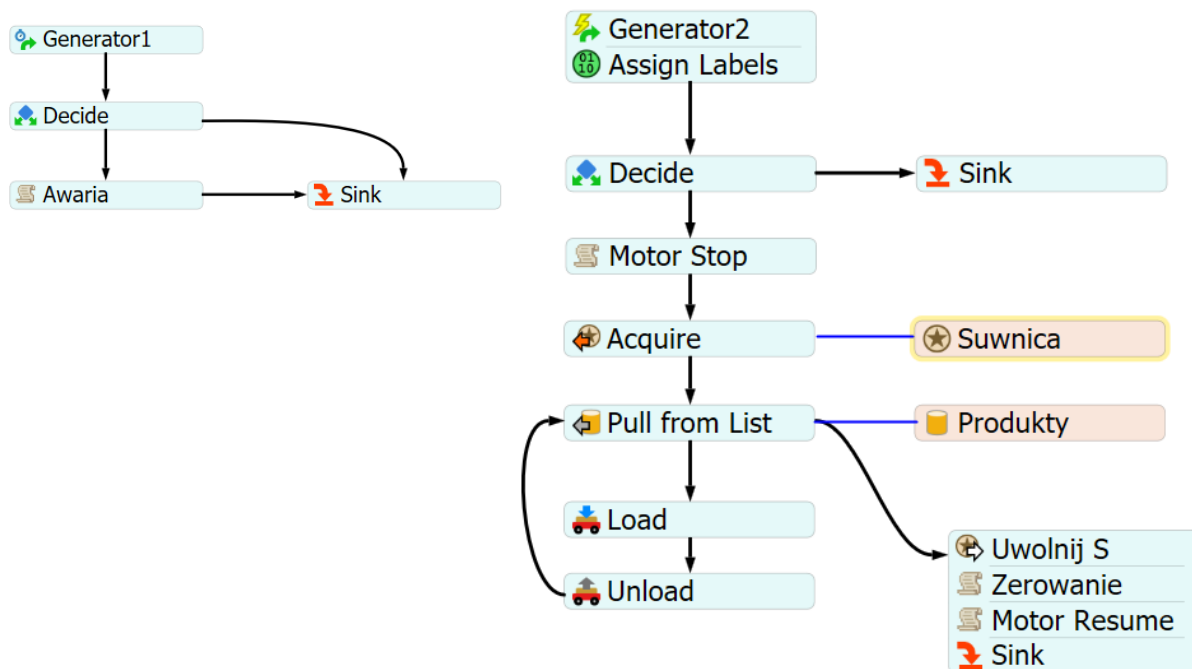 Generator1
Decide
Awaria
Sink
Generator2
Assign Labels
Decide
Sink
Motor Stop
Acquire
Suwnica
Pull from List
Produkty
Load
Unload
Uwolnij S
Zerowanie
Motor Resume
Sink